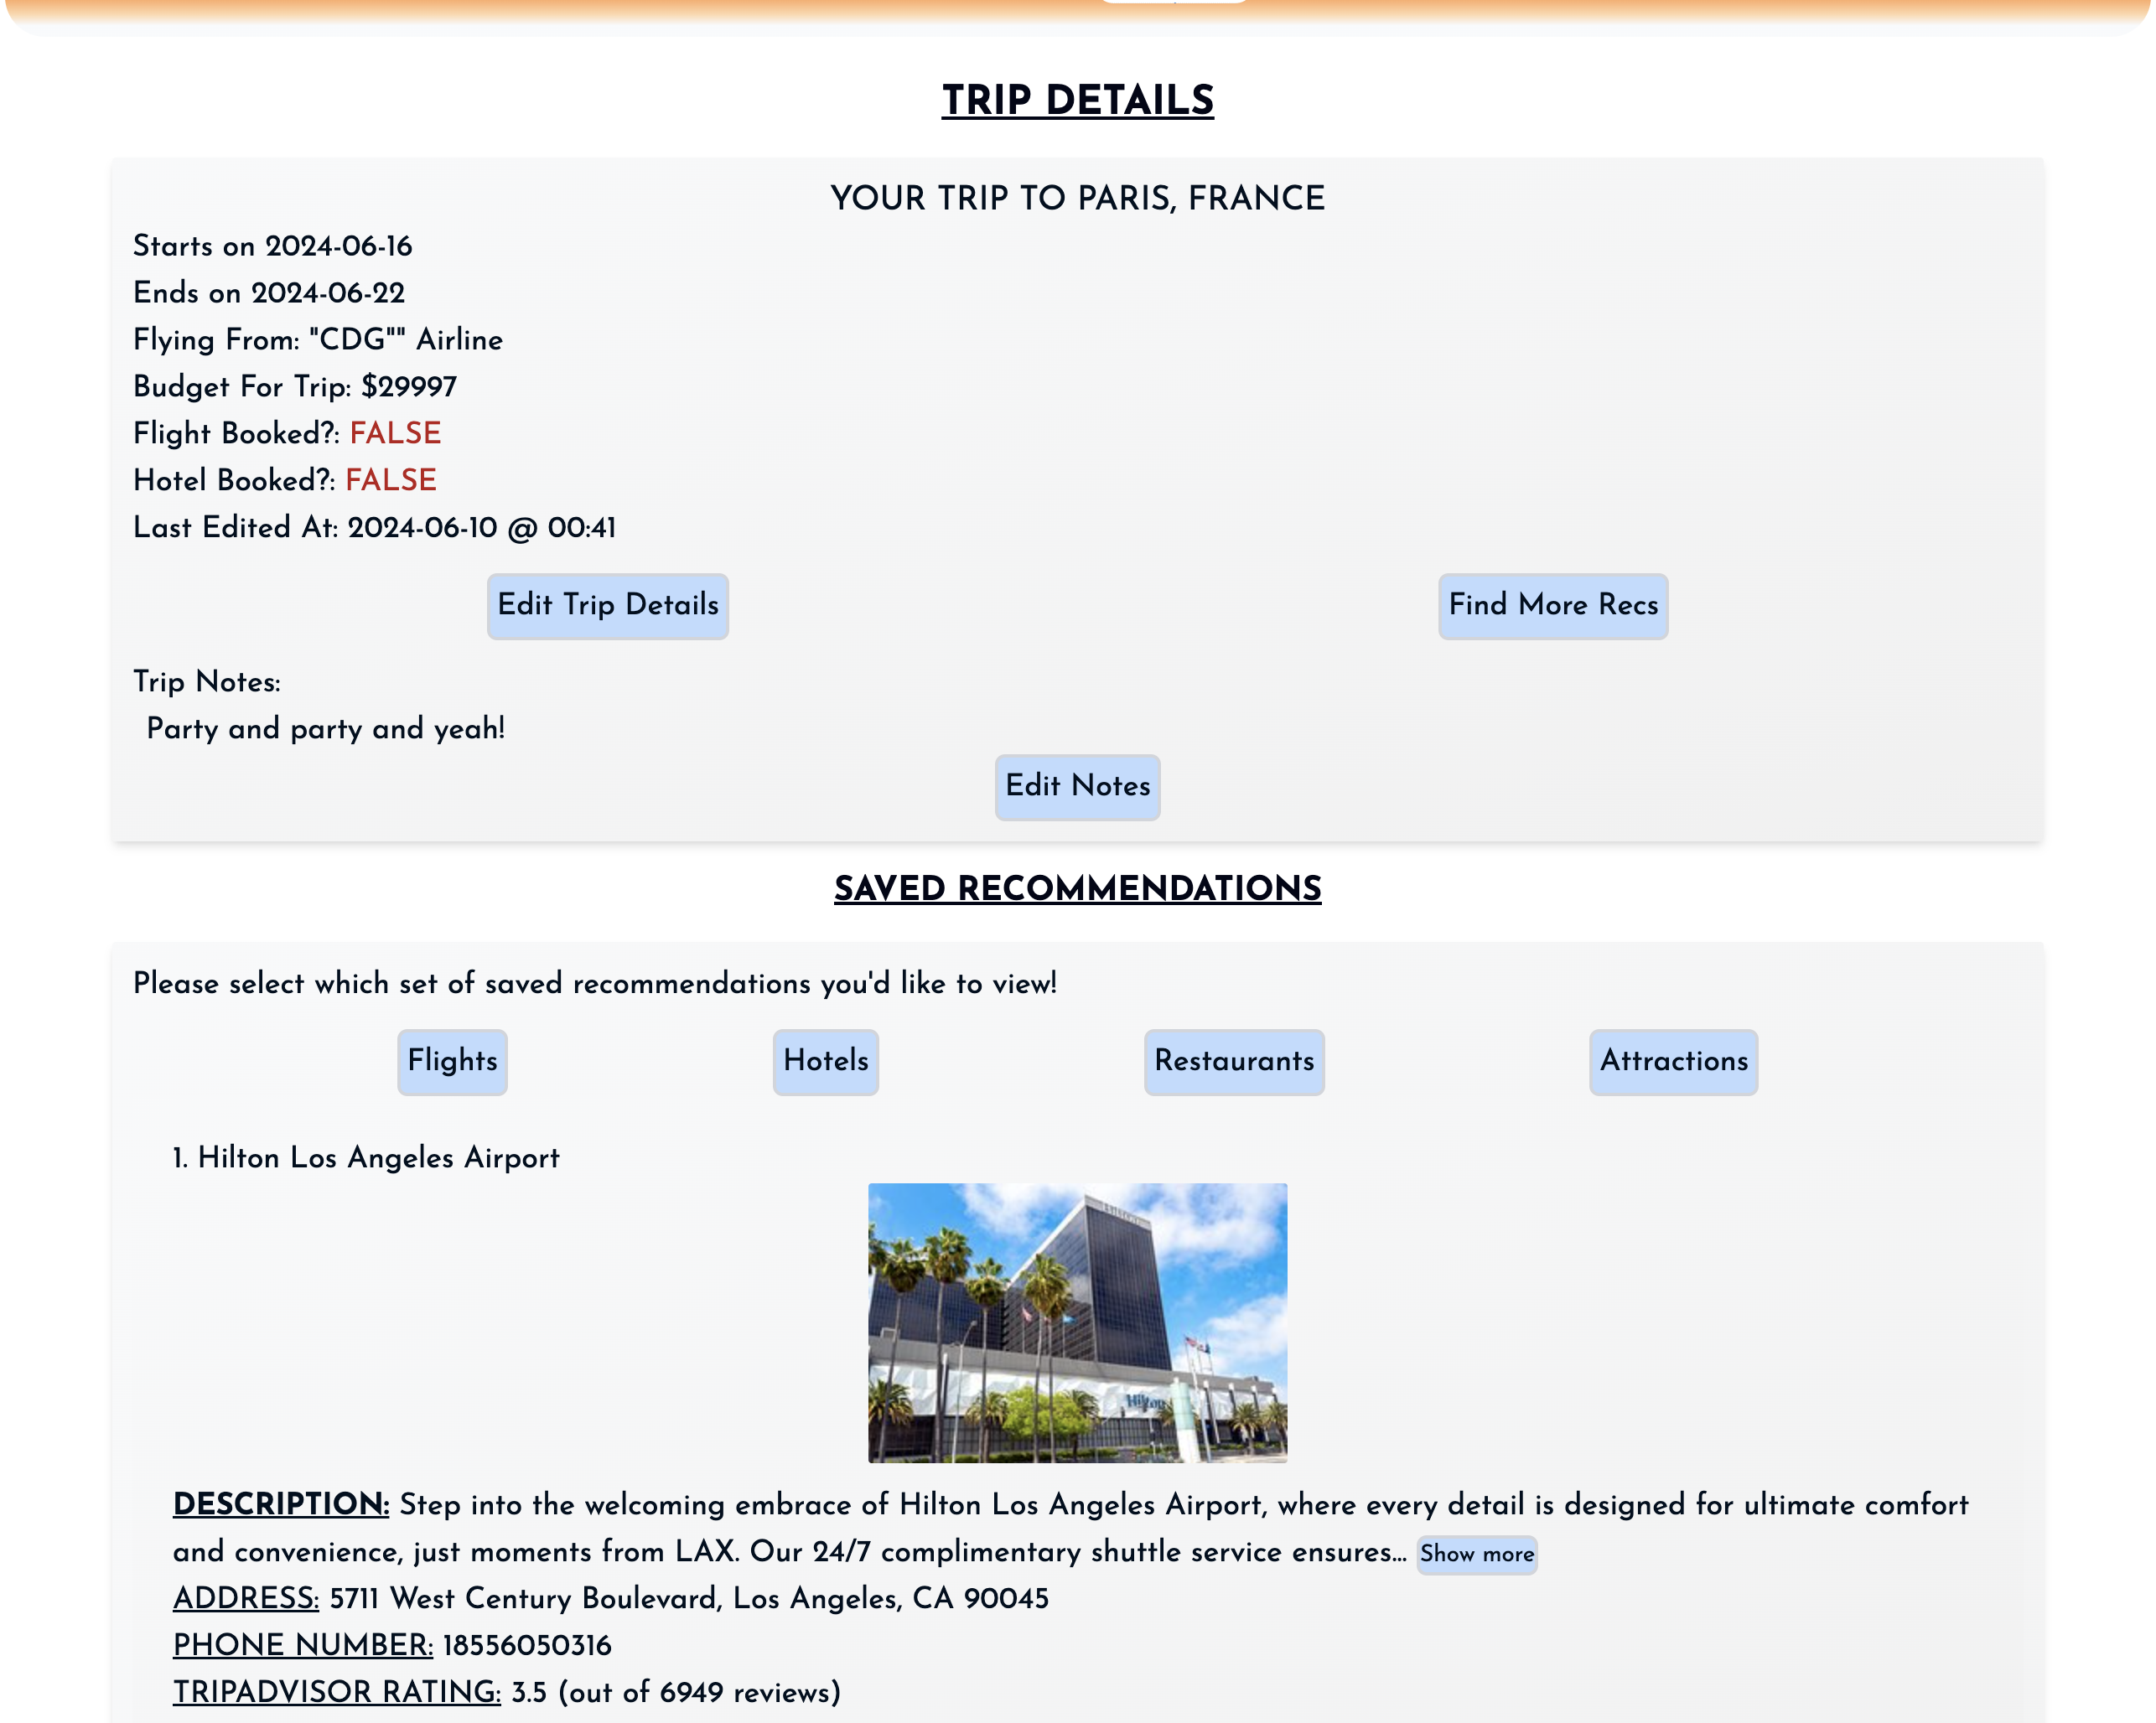 TRIP DETAILS
YOUR TRIP TO PARIS, FRANCE
Starts on 2024-06-16
Ends on 2024-06-22
Flying From: "CDG"" Airline
Budget For Trip: $29997
Flight Booked?: FALSE
Hotel Booked?: FALSE
Last Edited At: 2024-06-10 @ 00:41
Edit Trip Details
Find More Recs
Trip Notes:
Party and party and yeah!
Edit Notes
SAVED RECOMMENDATIONS
Please select which set of saved recommendations you'd like to view!
Flights
Hotels
Restaurants
Attractions
1. Hilton Los Angeles Airport
Hilton
DESCRIPTION: Step into the welcoming embrace of Hilton Los Angeles Airport, where every detail is designed for ultimate comfort
and convenience, just moments from LAX. Our 24/7 complimentary shuttle service ensures... Show more
ADDRESS: 5711 West Century Boulevard, Los Angeles, CA 90045
PHONE NUMBER: 18556050316
TRIPADVISOR RATING: 3.5 (out of 6949 reviews)